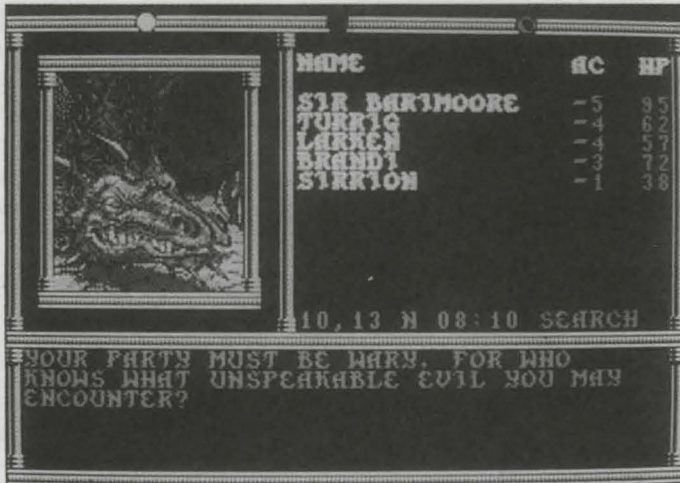 NAME AC HP
SIR BARIMOORE -5 95
TURRIG -4 62
LARKEN -4 57
BRANDI -3 72
SIRRION -1 38
10,13 N 08:10 SEARCH
YOUR PARTY MUST BE WARY, FOR WHO
KNOWS WHAT UNSPEAKABLE EVIL YOU MAY
ENCOUNTER?